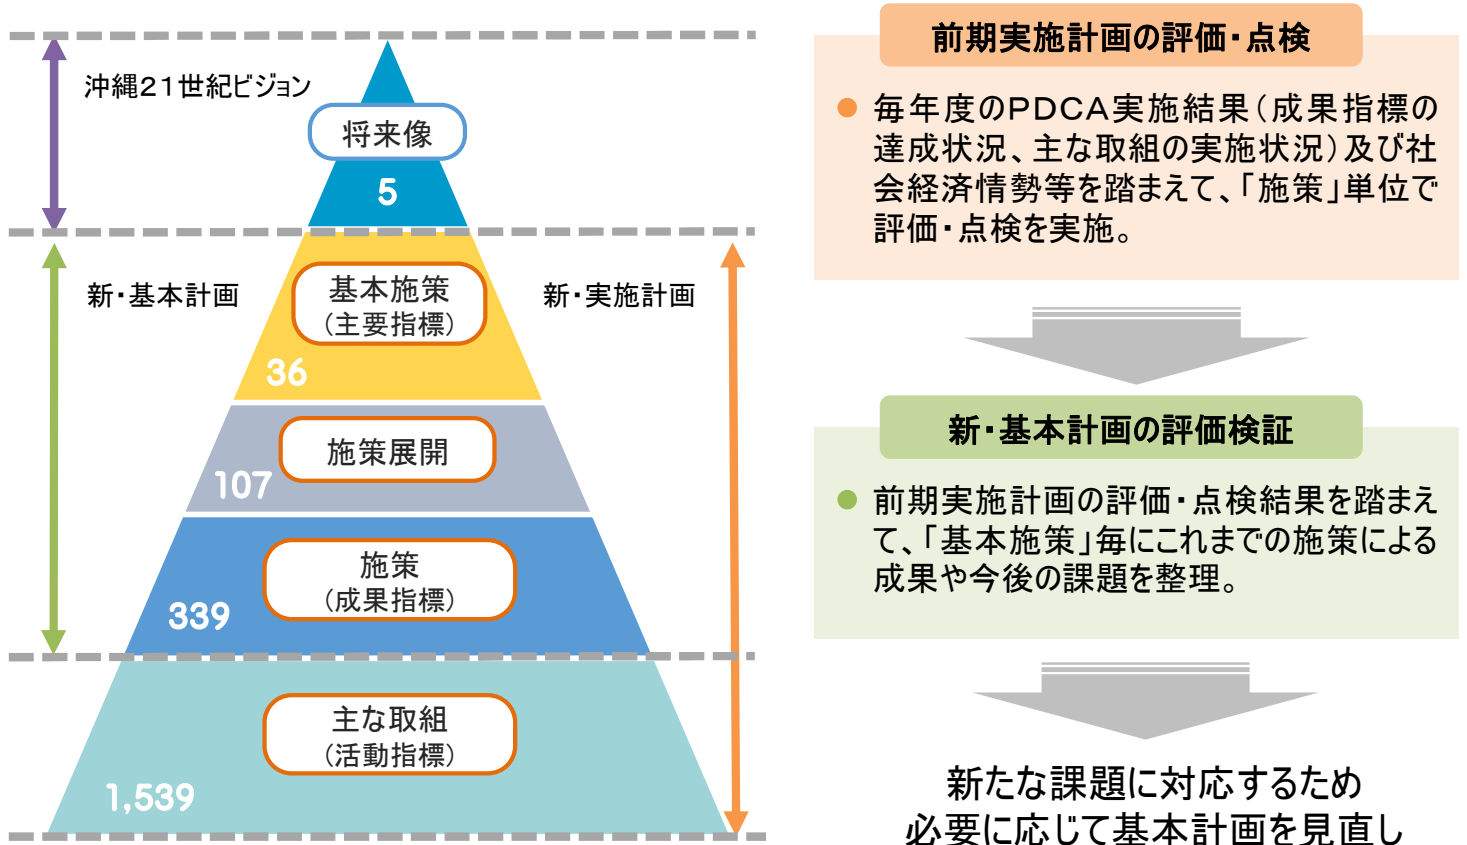 沖縄21世紀ビジョン
将来像
5
新・基本計画
新・実施計画
基本施策
(主要指標)
36
施策展開
107
施策
(成果指標)
339
主な取組
(活動指標)
1,539
前期実施計画の評価・点検
● 毎年度のPDCA実施結果(成果指標の
達成状況、主な取組の実施状況)及び社
会経済情勢等を踏まえて、「施策」単位で
評価・点検を実施。
新・基本計画の評価検証
● 前期実施計画の評価・点検結果を踏まえ
て、「基本施策」毎にこれまでの施策による
成果や今後の課題を整理。
新たな課題に対応するため
必要に応じて基本計画を見直し